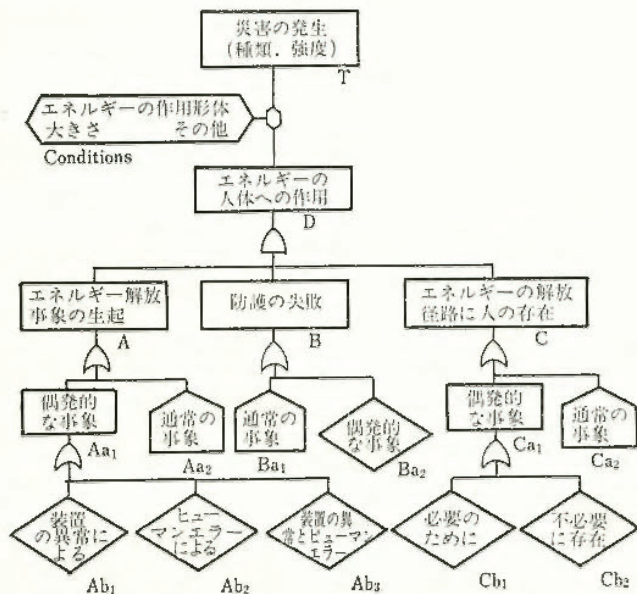 災害の発生
(種類．強度)
T
エネルギーの作用形体
大きさ その他
Conditions
エネルギーの
人体への作用
D
エネルギー解放
事象の生起
A
防護の失敗
B
エネルギーの解放
径路に人の存在
C
偶発的
な事象
Aa₁
通常の
事象
Aa₂
通常の
事象
Ba₁
偶発的
な事象
Ba₂
偶発的
な事象
Ca₁
通常の
事象
Ca₂
装置
の異常に
よる
Ab₁
ヒュー
マンエラー
による
Ab₂
装置の異
常とヒューマン
エラー
Ab₃
必要の
ために
Cb₁
不必要
に存在
Cb₂